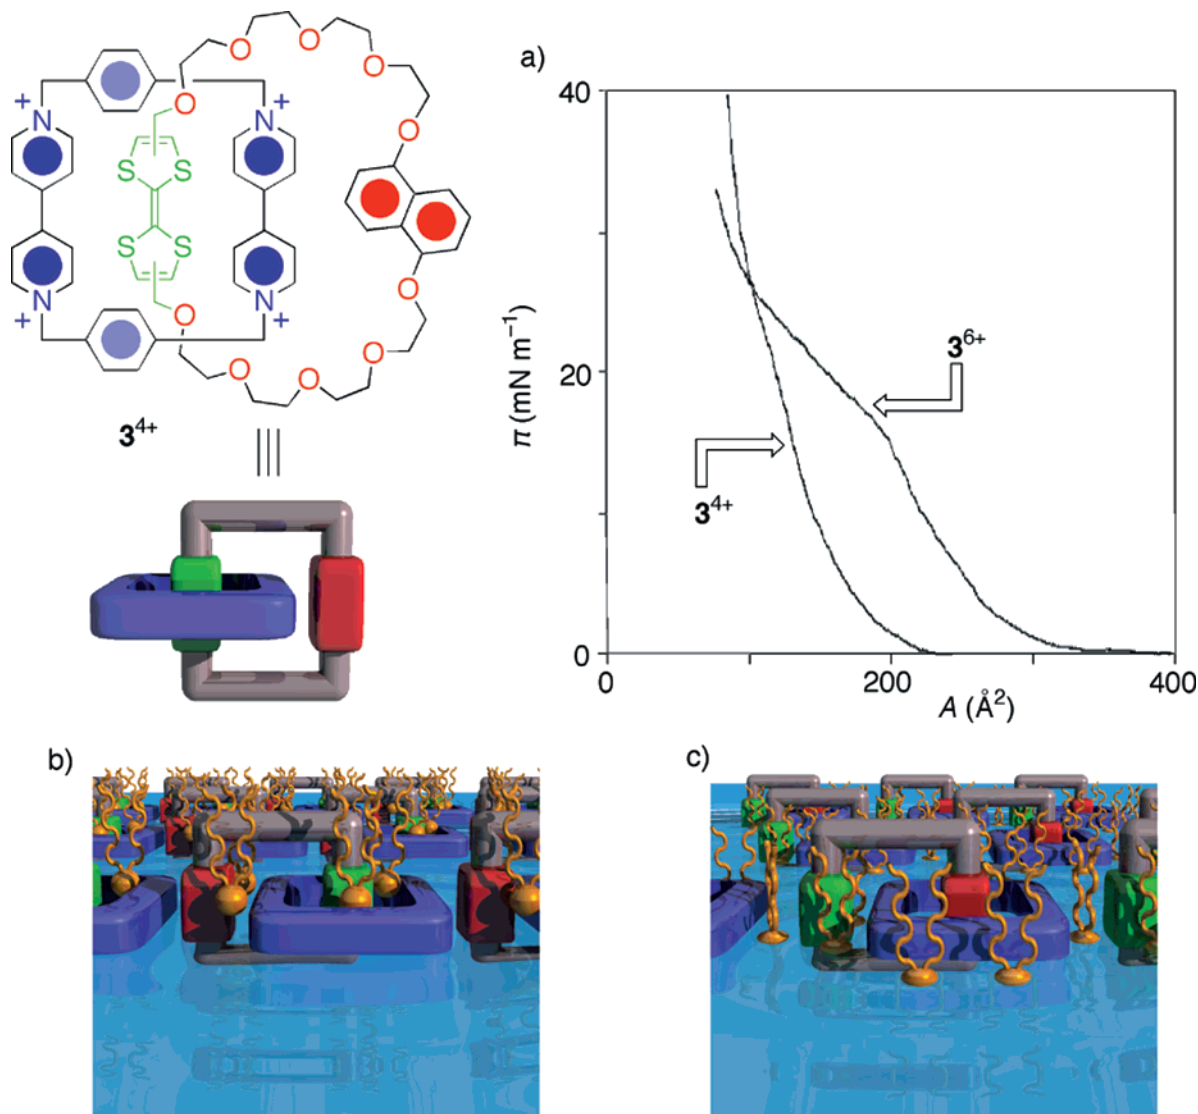 a)
O O O
O
O
+ N N +
S S
S S
+ N N +
O
O
O O O
3⁴⁺
40
20
0
π (mN m⁻¹)
3⁶⁺
3⁴⁺
0 200 400
A (Å²)
b)
c)